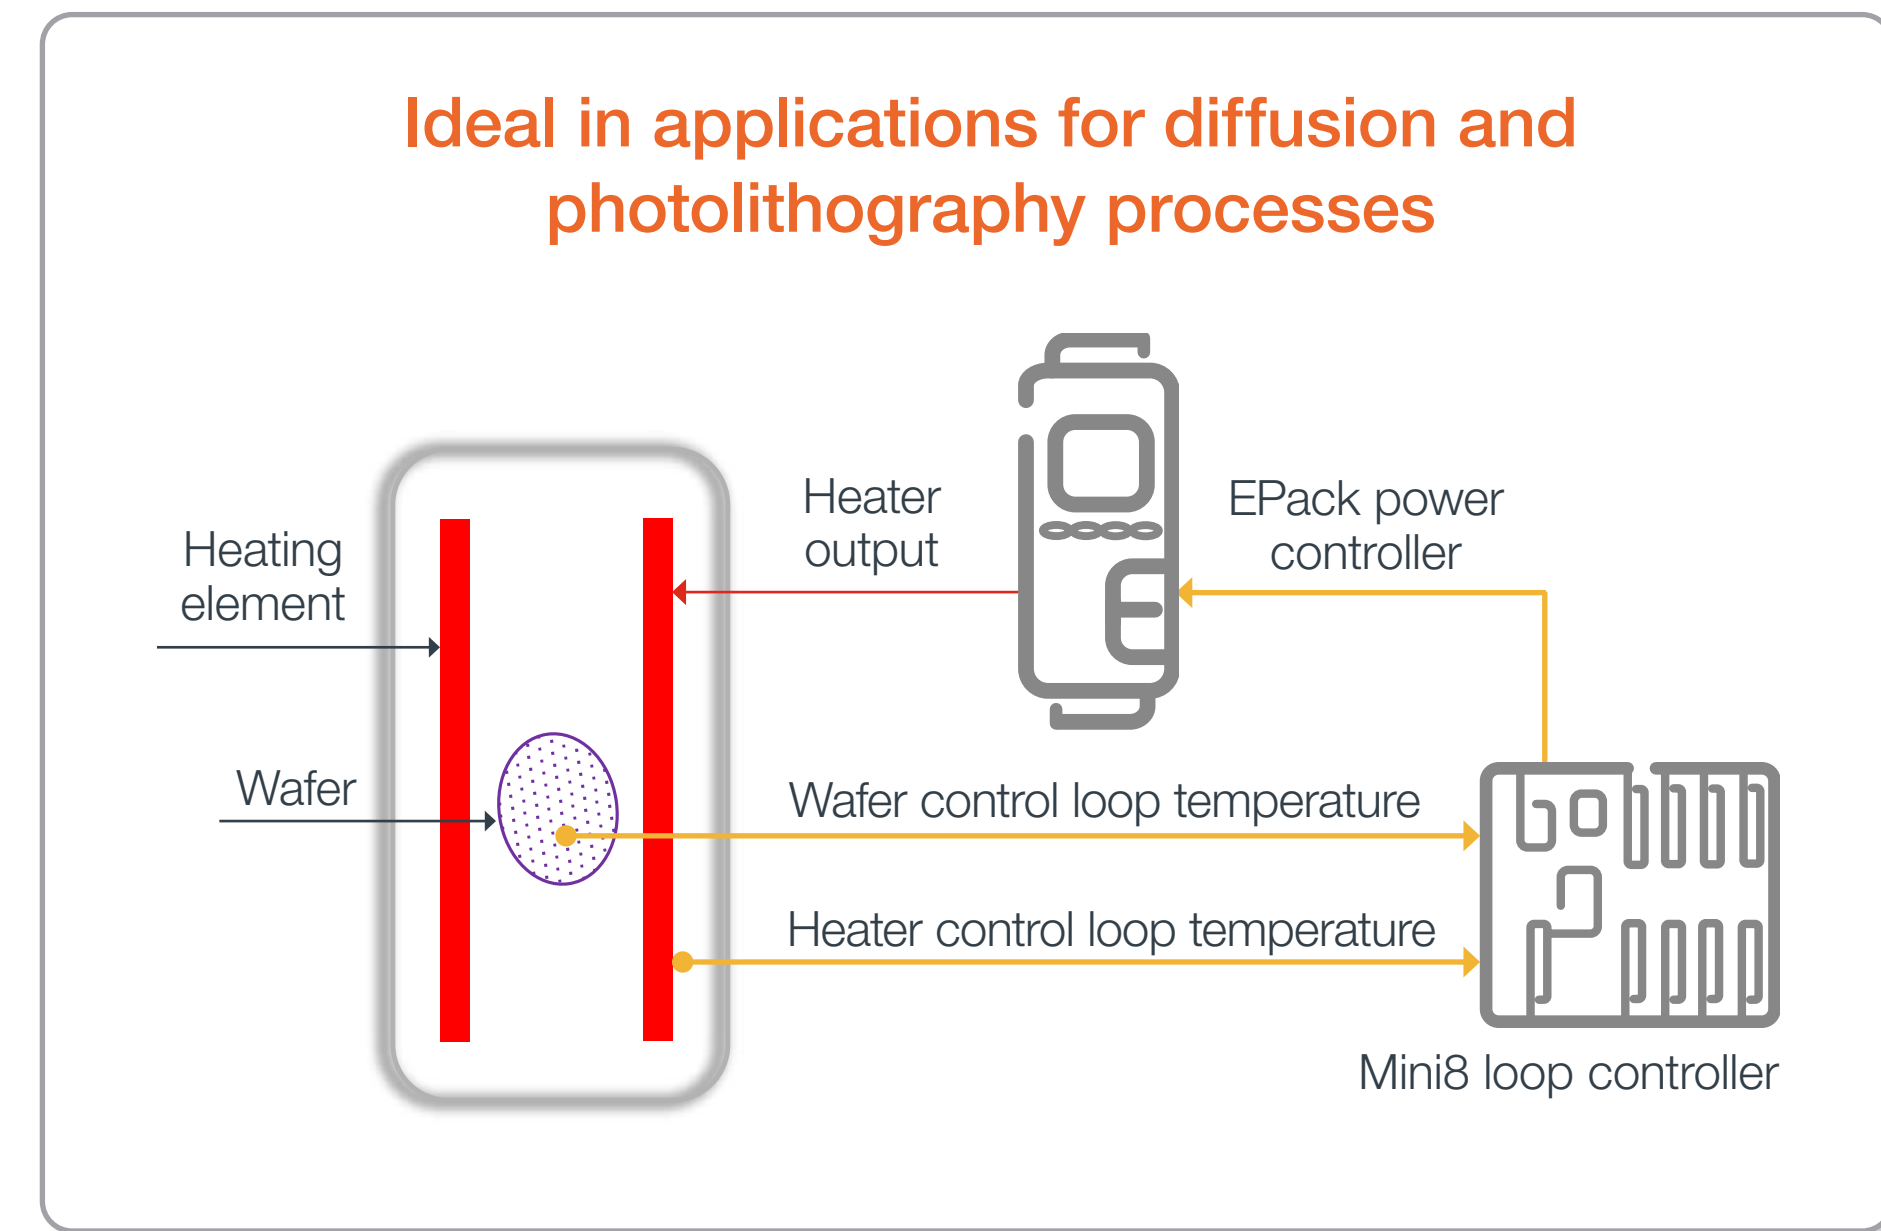 Ideal in applications for diffusion and
photolithography processes
Heater
output
EPack power
controller
Heating
element
Wafer
Wafer control loop temperature
Heater control loop temperature
Mini8 loop controller